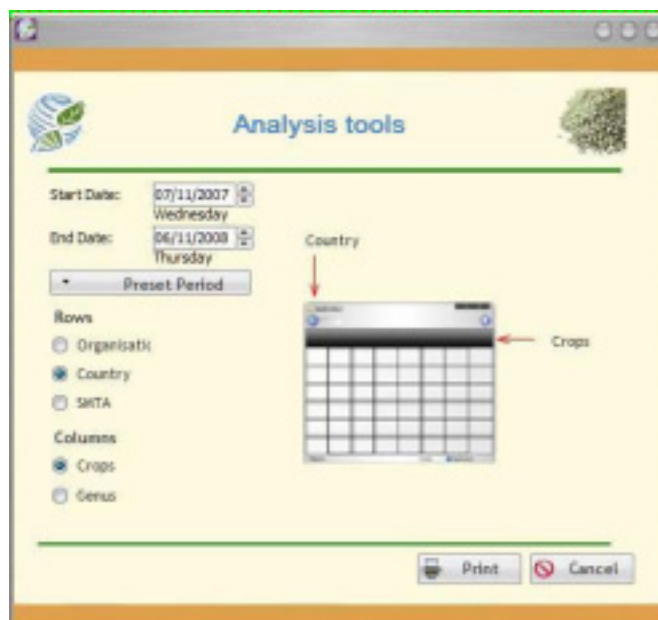 Analysis tools
Start Date: 07/11/2007
Wednesday
End Date: 06/11/2008
Thursday
Country
Preset Period
Rows
Organisatic
Country
Crops
SMTA
Columns
Crops
Genus
Print Cancel